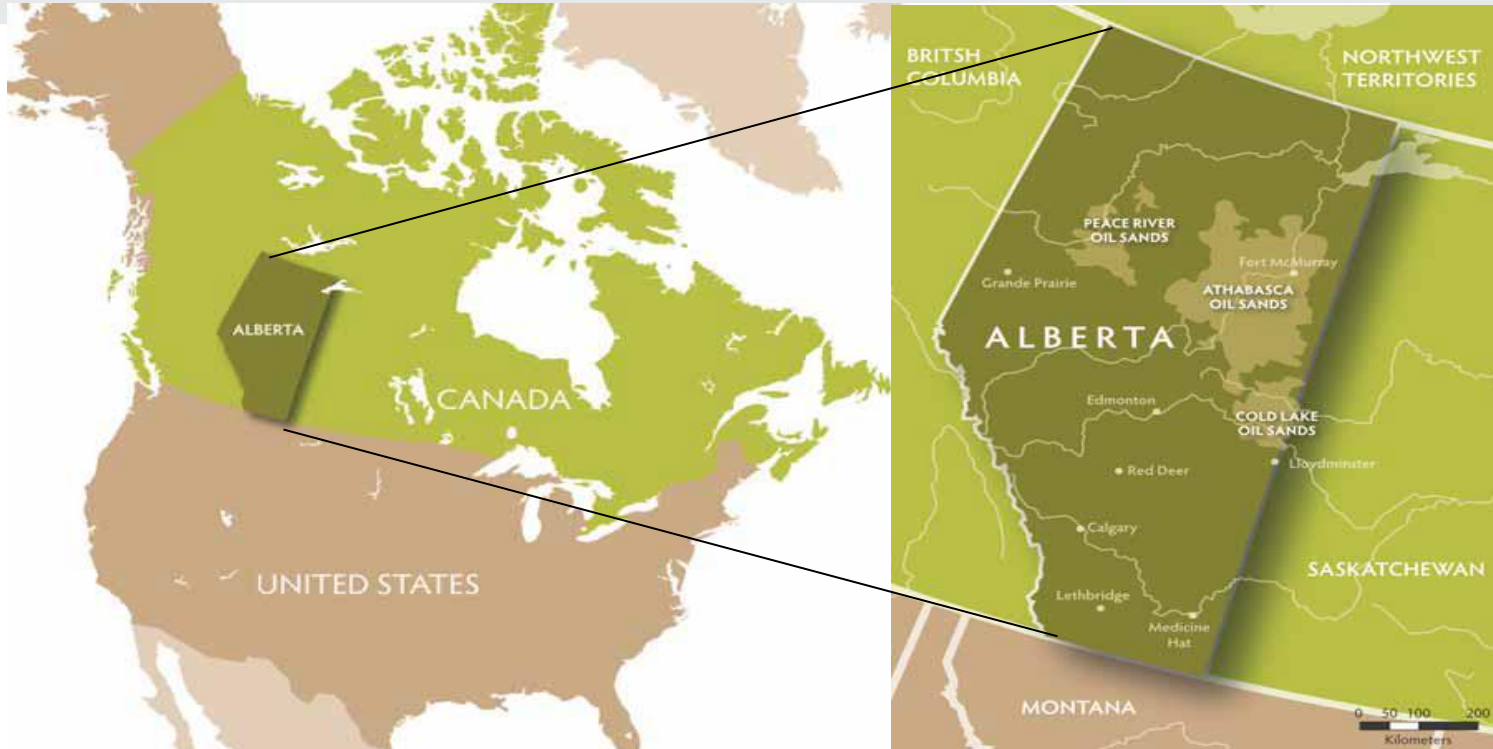 ALBERTA
CANADA
UNITED STATES
BRITSH
COLUMBIA
NORTHWEST
TERRITORIES
PEACE RIVER
OIL SANDS
Grande Prairie
Fort McMurray
ATHABASCA
OIL SANDS
ALBERTA
Edmonton
COLD LAKE
OIL SANDS
Red Deer
Lloydminster
Calgary
SASKATCHEWAN
Lethbridge
Medicine
Hat
MONTANA
0 50 100 200
Kilometers